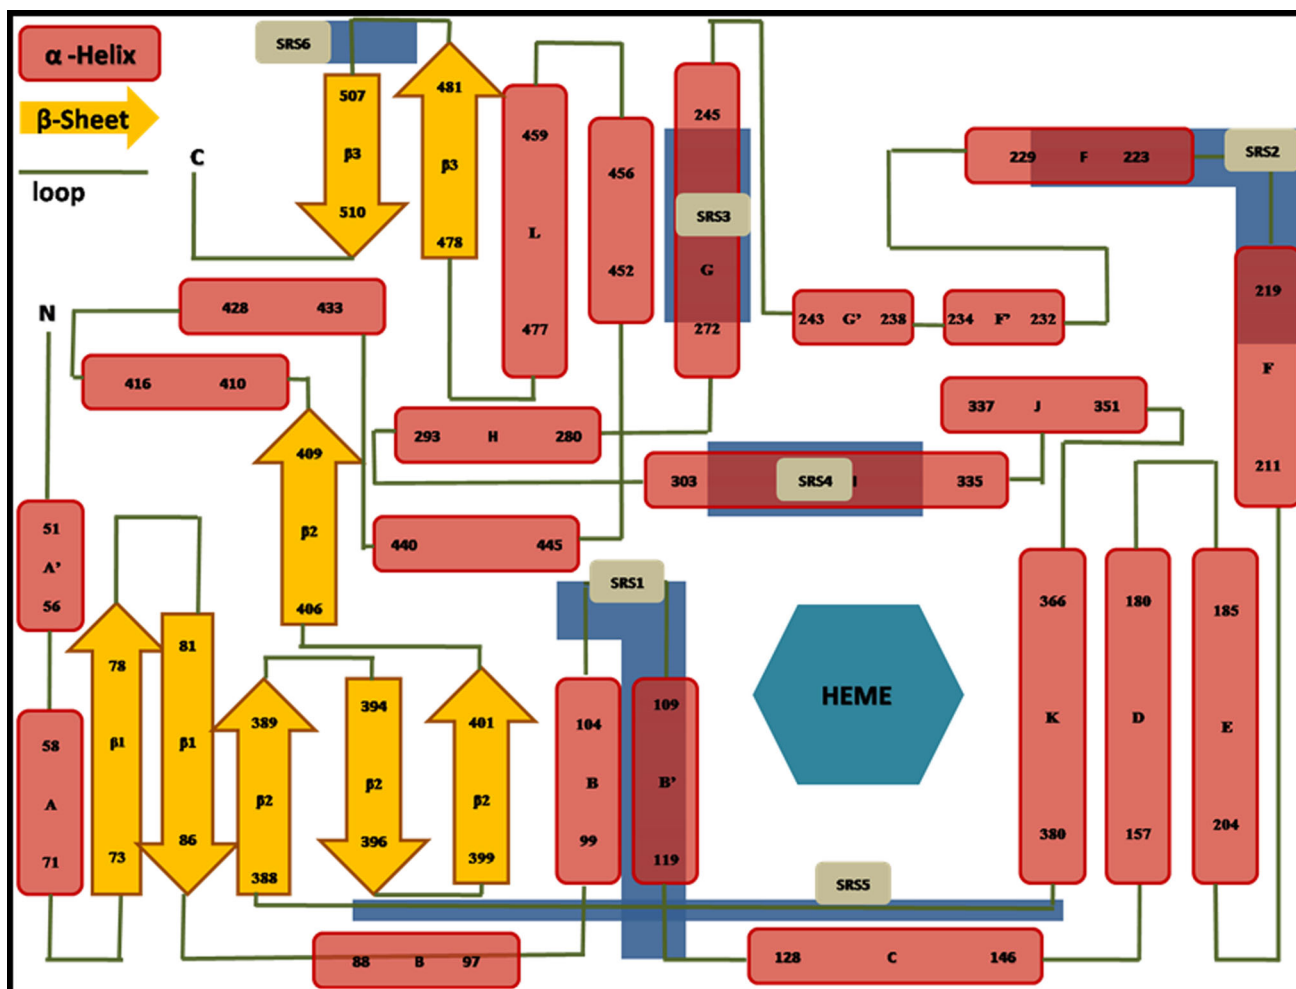 α -Helix
β-Sheet
loop
C
N
SRS6
507
β3
510
481
β3
478
459
L
477
456
452
245
SRS3
G
272
229 F 223
SRS2
219
F
211
243 G’ 238
234 F’ 232
428 433
416 410
293 H 280
337 J 351
303 SRS4 I 335
440 445
409
β2
406
51
A’
56
58
A
71
78
β1
73
81
β1
86
389
β2
388
394
β2
396
401
β2
399
SRS1
104
B
99
109
B’
119
HEME
366
K
380
180
D
157
185
E
204
SRS5
88 B 97
128 C 146